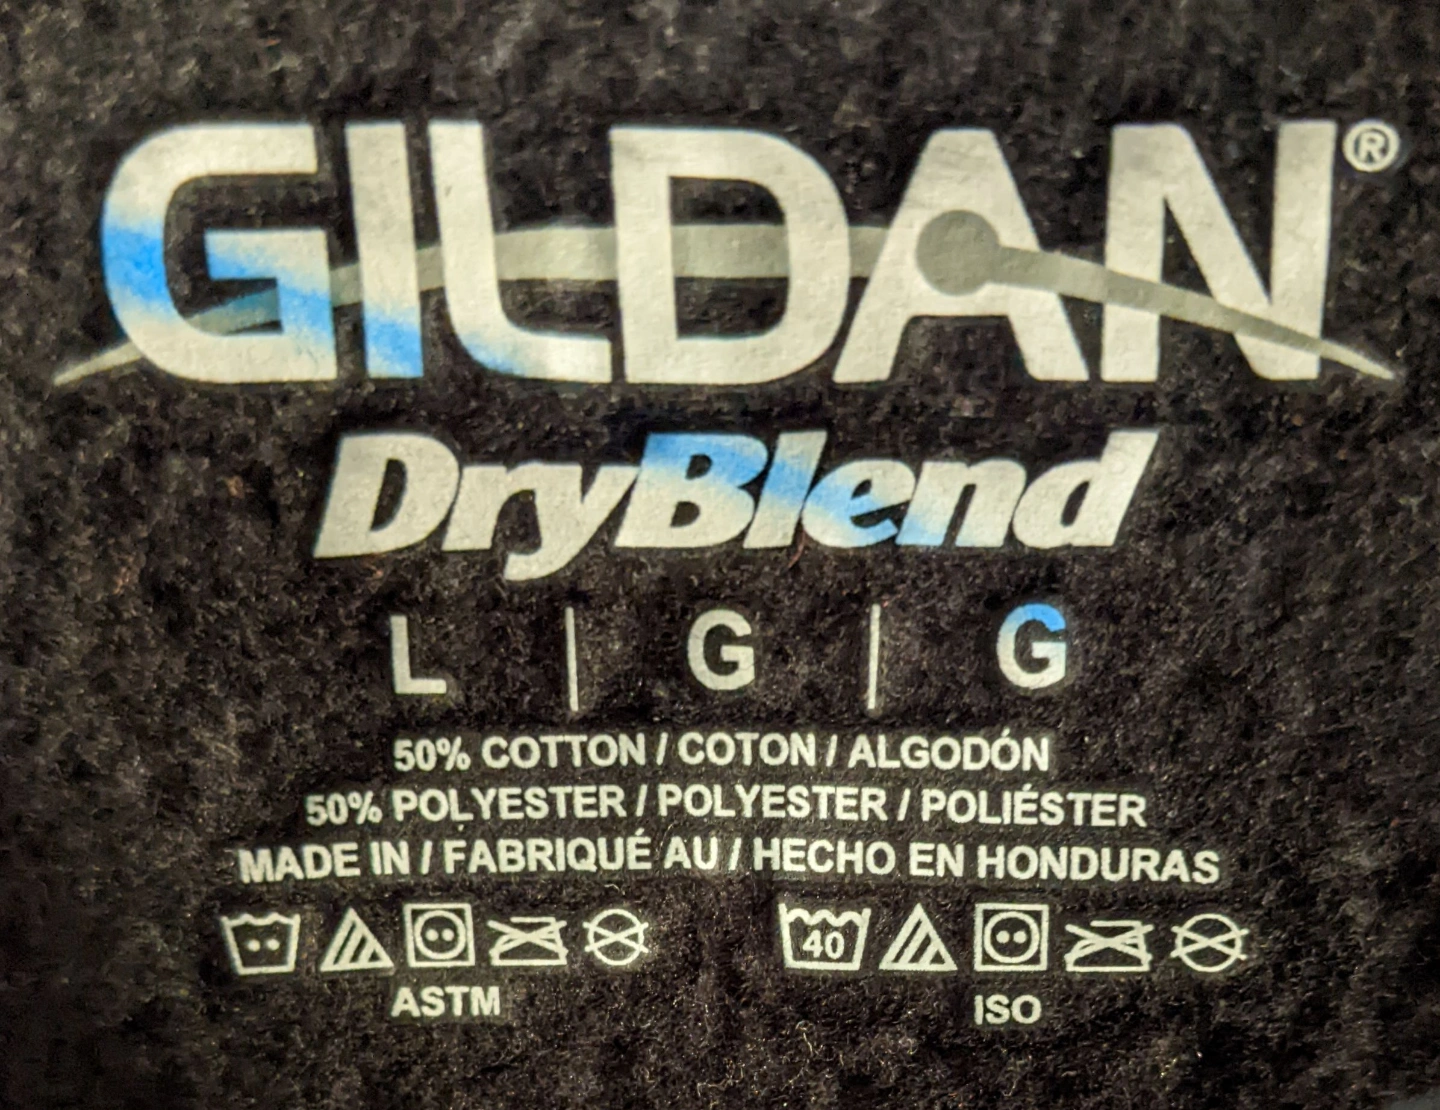 GILDAN®
DryBlend
L | G | G
50% COTTON / COTON / ALGODÓN
50% POLYESTER / POLYESTER / POLIÉSTER
MADE IN / FABRIQUÉ AU / HECHO EN HONDURAS
40
ASTM ISO